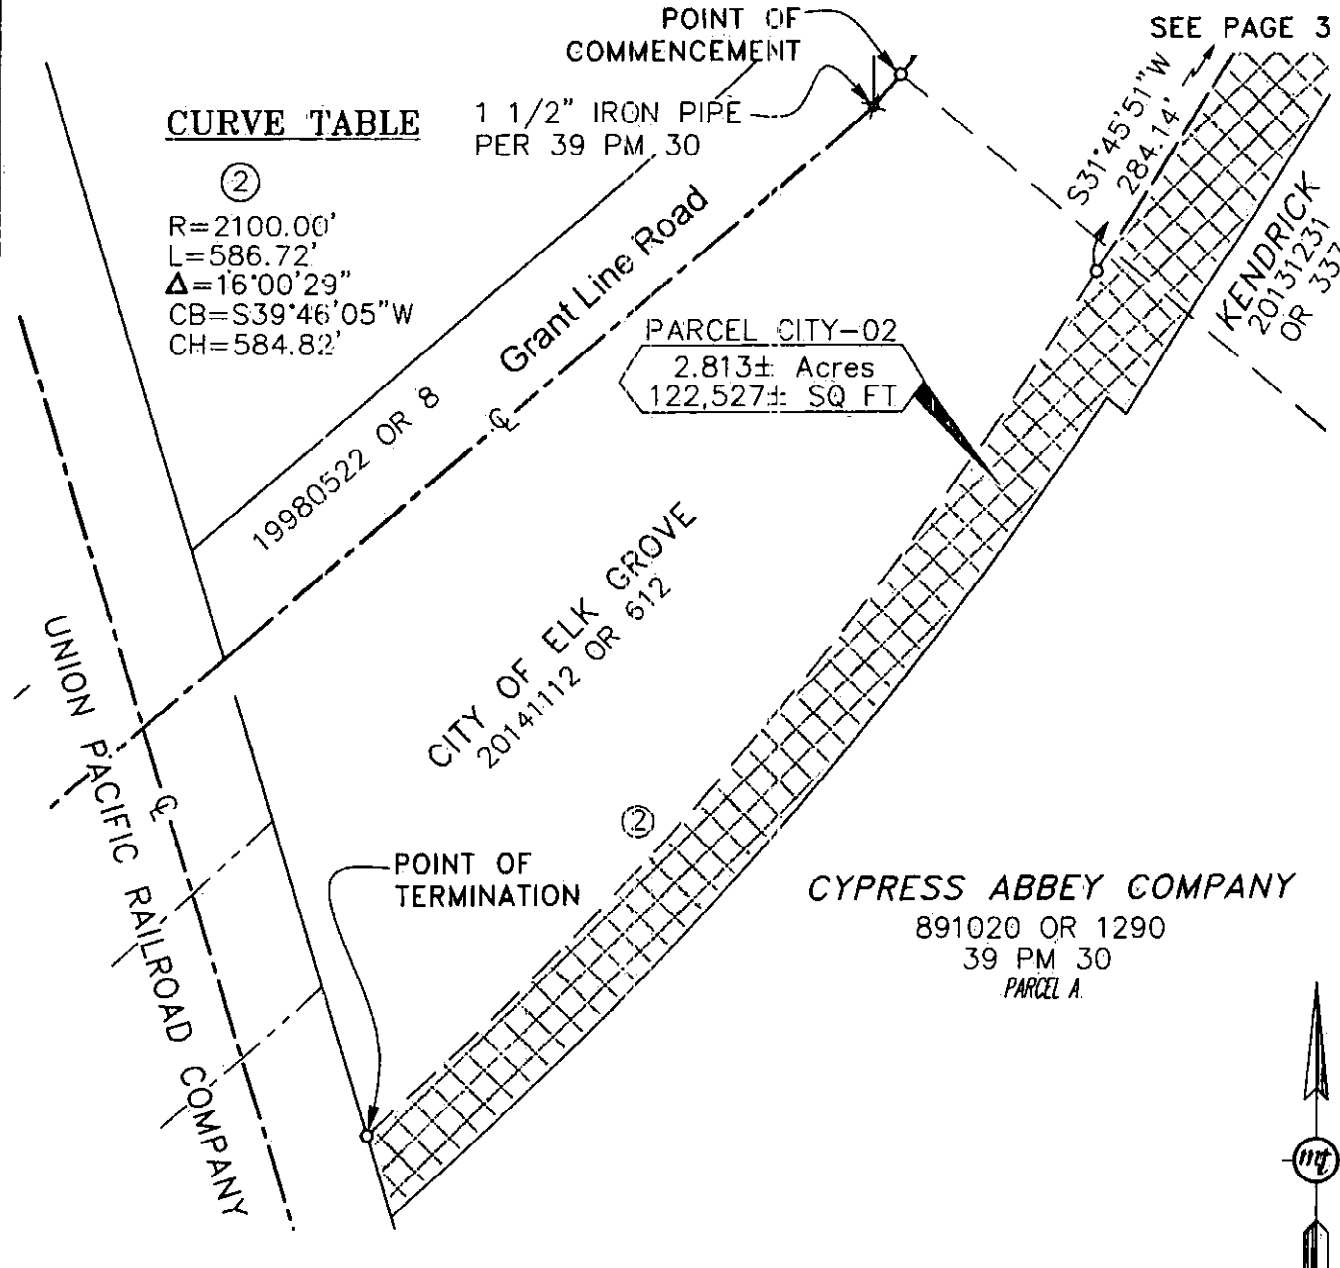 POINT OF
COMMENCEMENT
SEE PAGE 3
1 1/2" IRON PIPE
PER 39 PM 30
CURVE TABLE
2
R=2100.00'
L=586.72'
Δ=16°00'29"
CB=S39°46'05"W
CH=584.82'
S31°45'51"W
284.14'
KENDRICK
20131231
OR 337
Grant Line Road
19980522 OR 8
℄
PARCEL CITY-02
2.813± Acres
122,527± SQ FT
CITY OF ELK GROVE
20141112 OR 612
UNION PACIFIC RAILROAD COMPANY
℄
2
POINT OF
TERMINATION
CYPRESS ABBEY COMPANY
891020 OR 1290
39 PM 30
PARCEL A